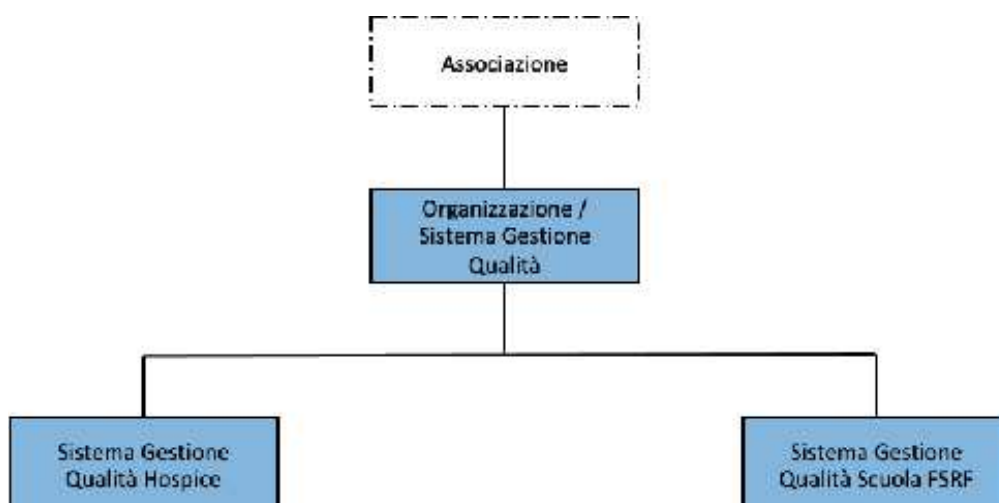 Associazione
Organizzazione /
Sistema Gestione
Qualità
Sistema Gestione
Qualità Hospice
Sistema Gestione
Qualità Scuola FSRF